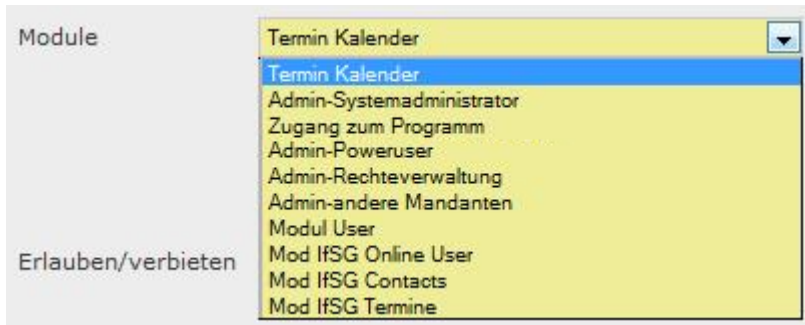 Module Termin Kalender
Termin Kalender
Admin-Systemadministrator
Zugang zum Programm
Admin-Poweruser
Admin-Rechteverwaltung
Admin-andere Mandanten
Modul User
Erlauben/verbieten Mod IfSG Online User
Mod IfSG Contacts
Mod IfSG Termine